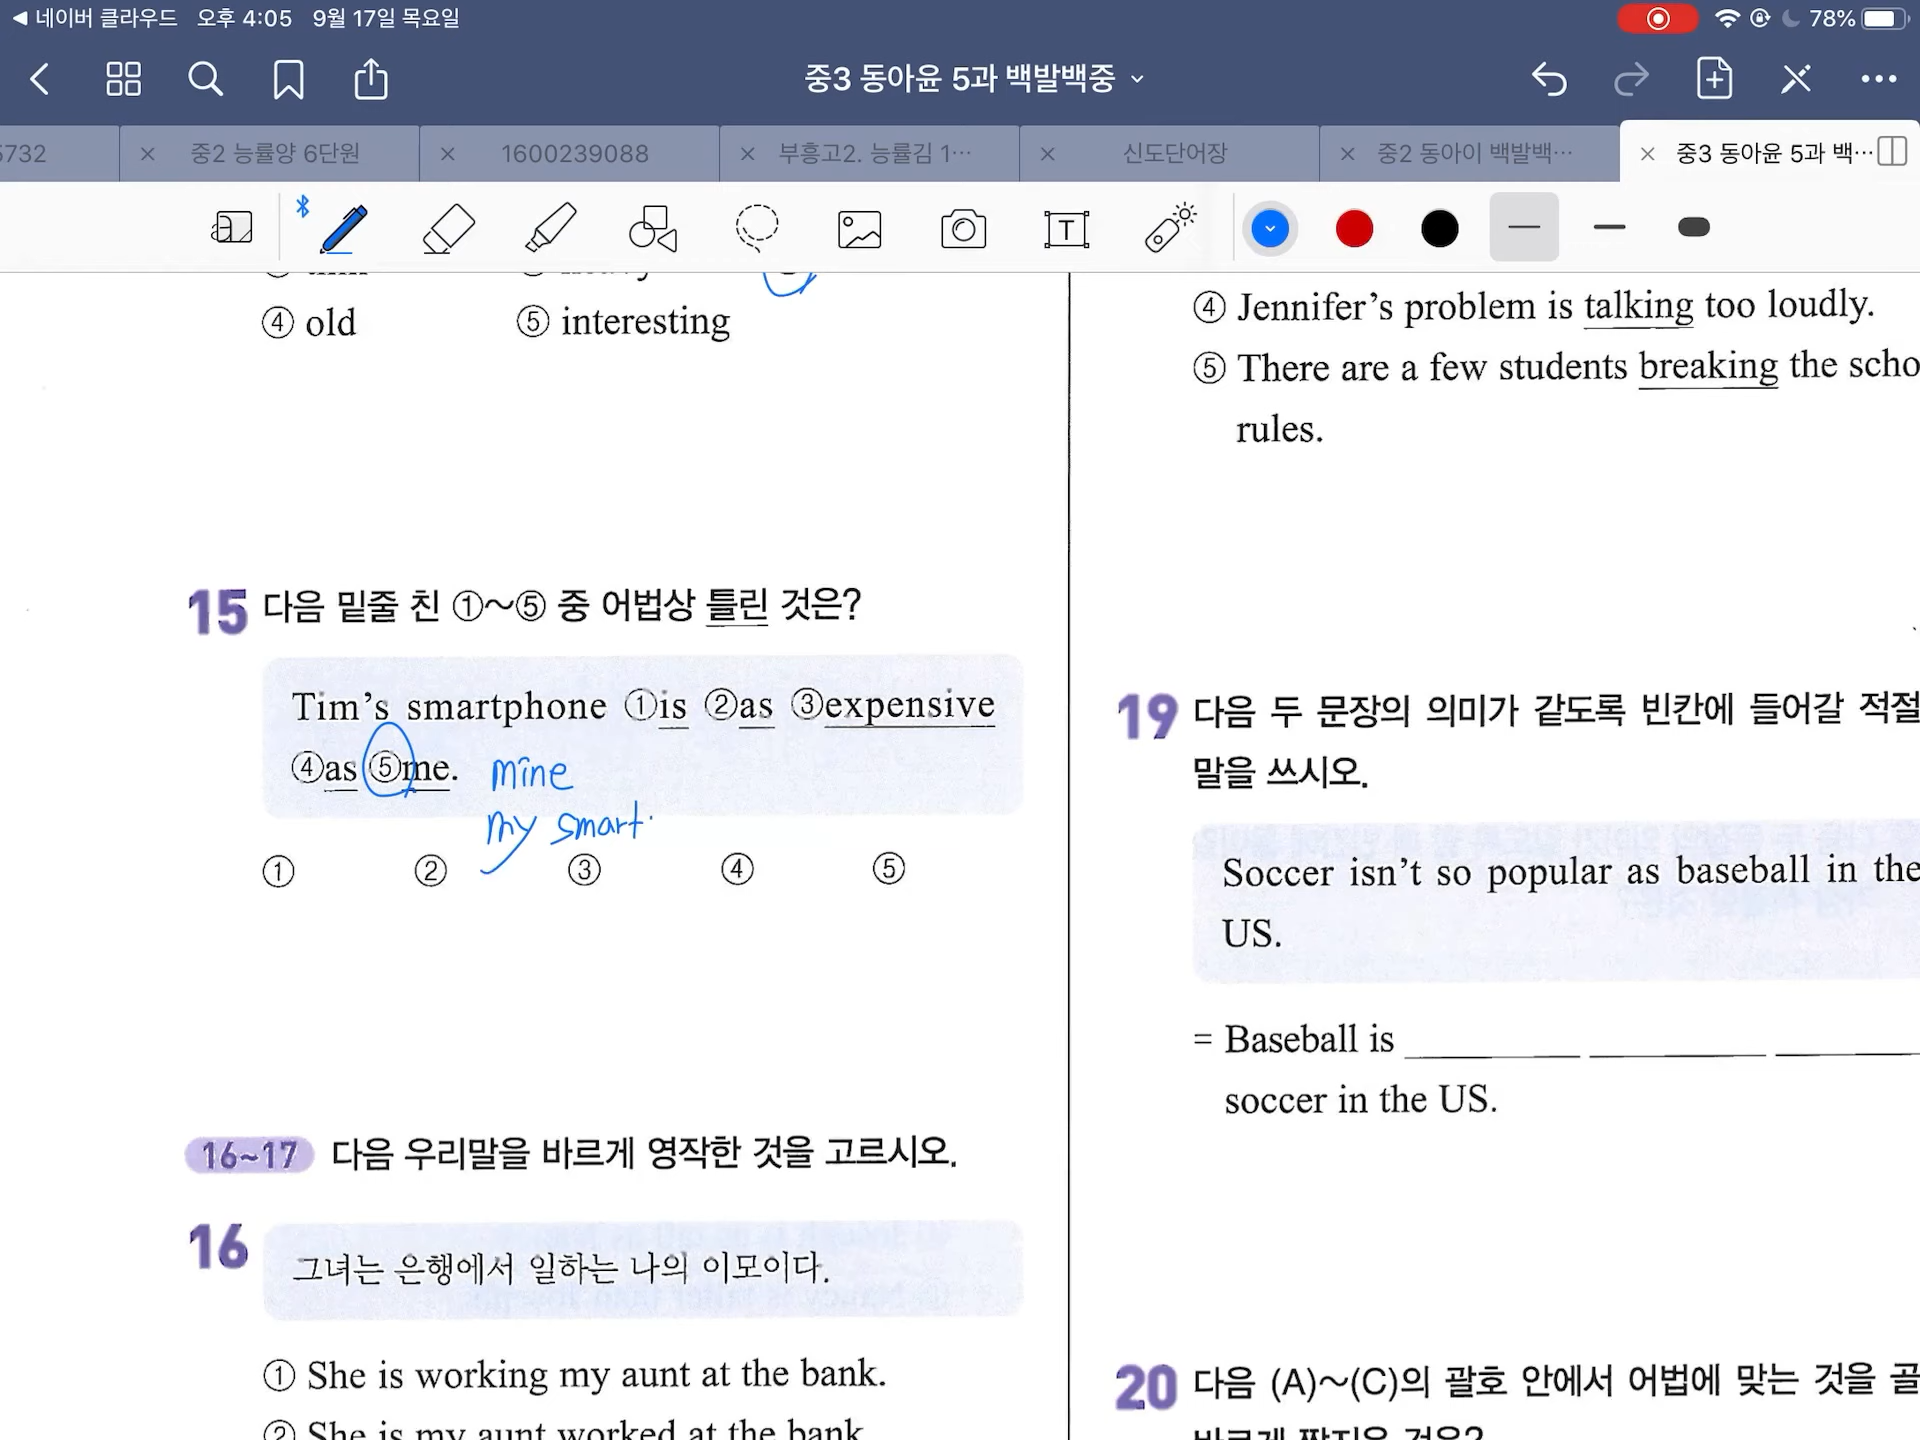 ◀ 네이버 클라우드 오후 4:05 9월 17일 목요일 78%
중3 동아윤 5과 백발백중
5732 중2 능률양 6단원 1600239088 부흥고2. 능률김 1… 신도단어장 중2 동아이 백발백… 중3 동아윤 5과 백…
④ old ⑤ interesting
15 다음 밑줄 친 ①~⑤ 중 어법상 틀린 것은?
Tim's smartphone ①is ②as ③expensive
④as ⑤me. mine
my smart.
① ② ③ ④ ⑤
16~17 다음 우리말을 바르게 영작한 것을 고르시오.
16 그녀는 은행에서 일하는 나의 이모이다.
① She is working my aunt at the bank.
② She is my aunt worked at the bank
④ Jennifer's problem is talking too loudly.
⑤ There are a few students breaking the scho
rules.
19 다음 두 문장의 의미가 같도록 빈칸에 들어갈 적절
말을 쓰시오.
Soccer isn't so popular as baseball in the
US.
= Baseball is
soccer in the US.
20 다음 (A)~(C)의 괄호 안에서 어법에 맞는 것을 골